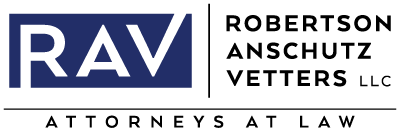 RAV
ROBERTSON
ANSCHUTZ
VETTERS LLC
ATTORNEYS AT LAW